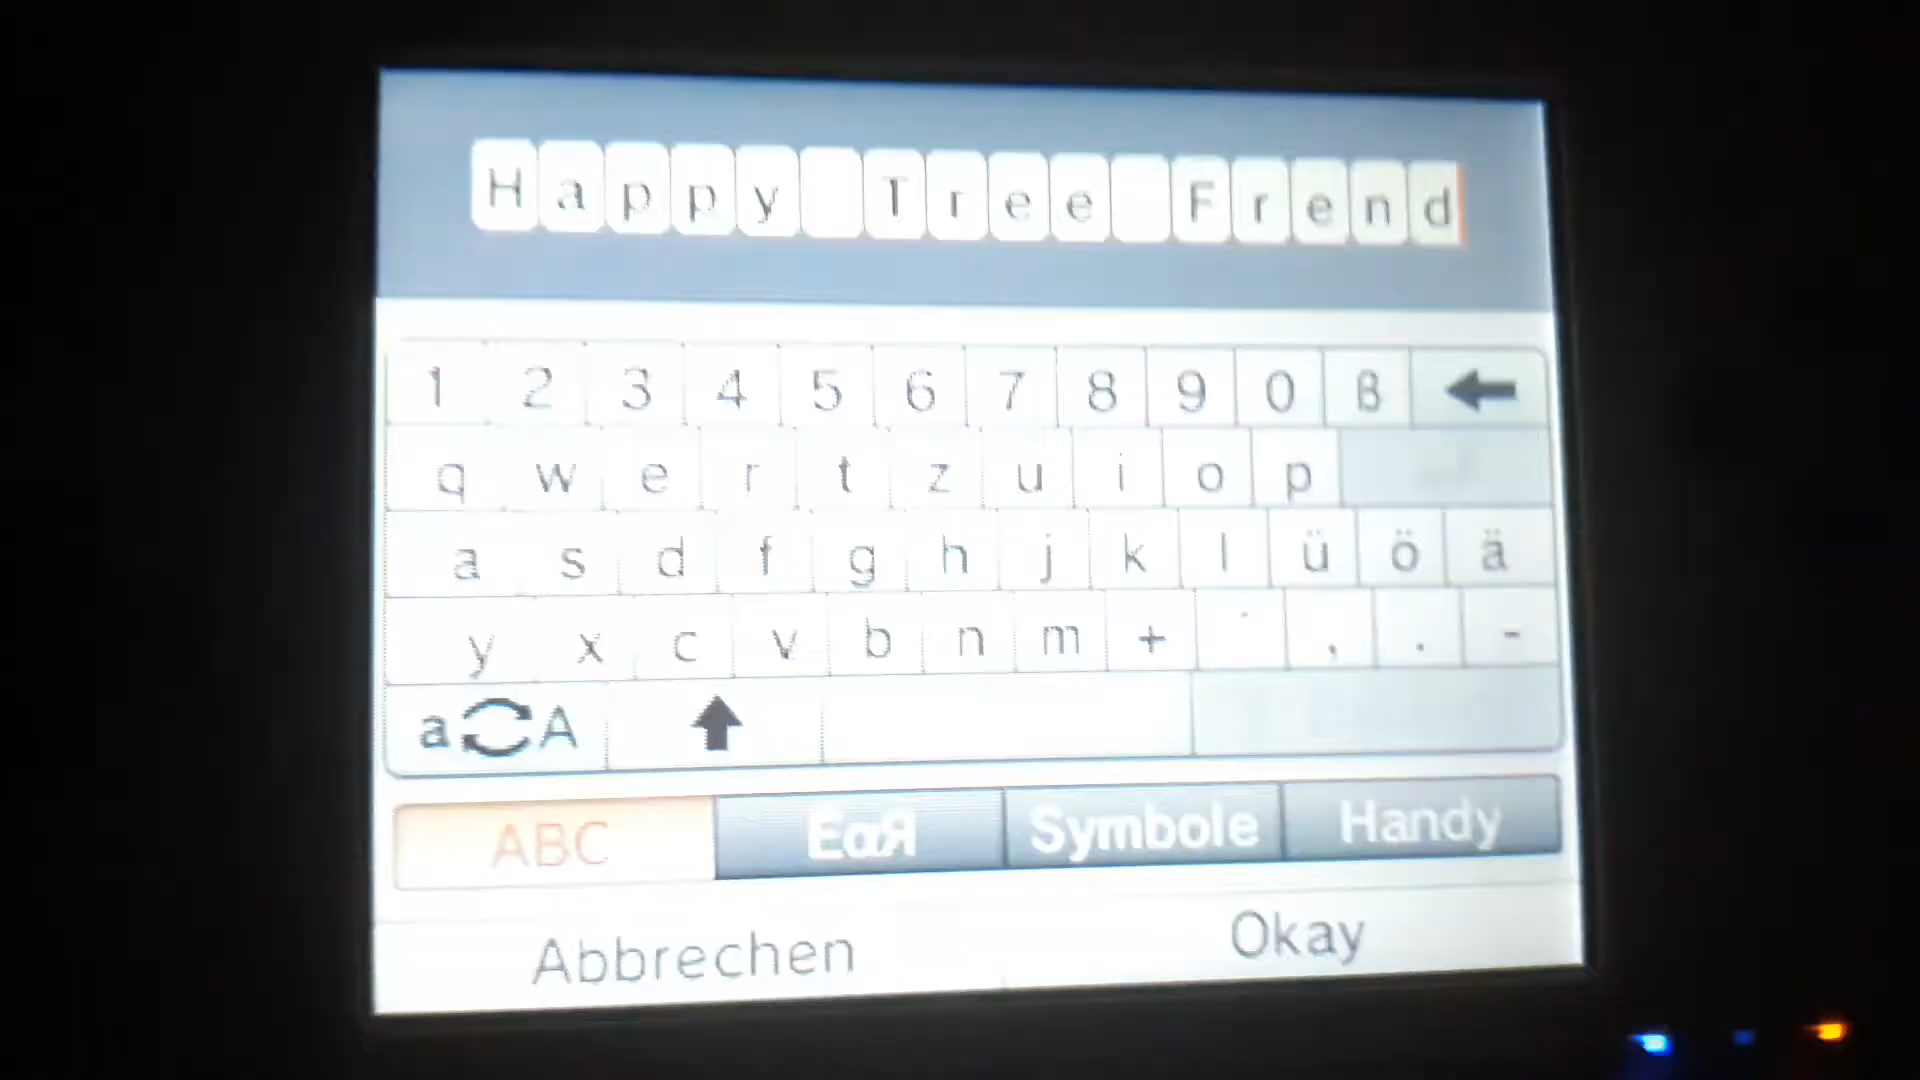 Happy Tree Frend
1 2 3 4 5 6 7 8 9 0 ß
q w e r t z u i o p
a s d f g h j k l ü ö ä
y x c v b n m + ´ , . -
a A
ABC EαЯ Symbole Handy
Abbrechen Okay